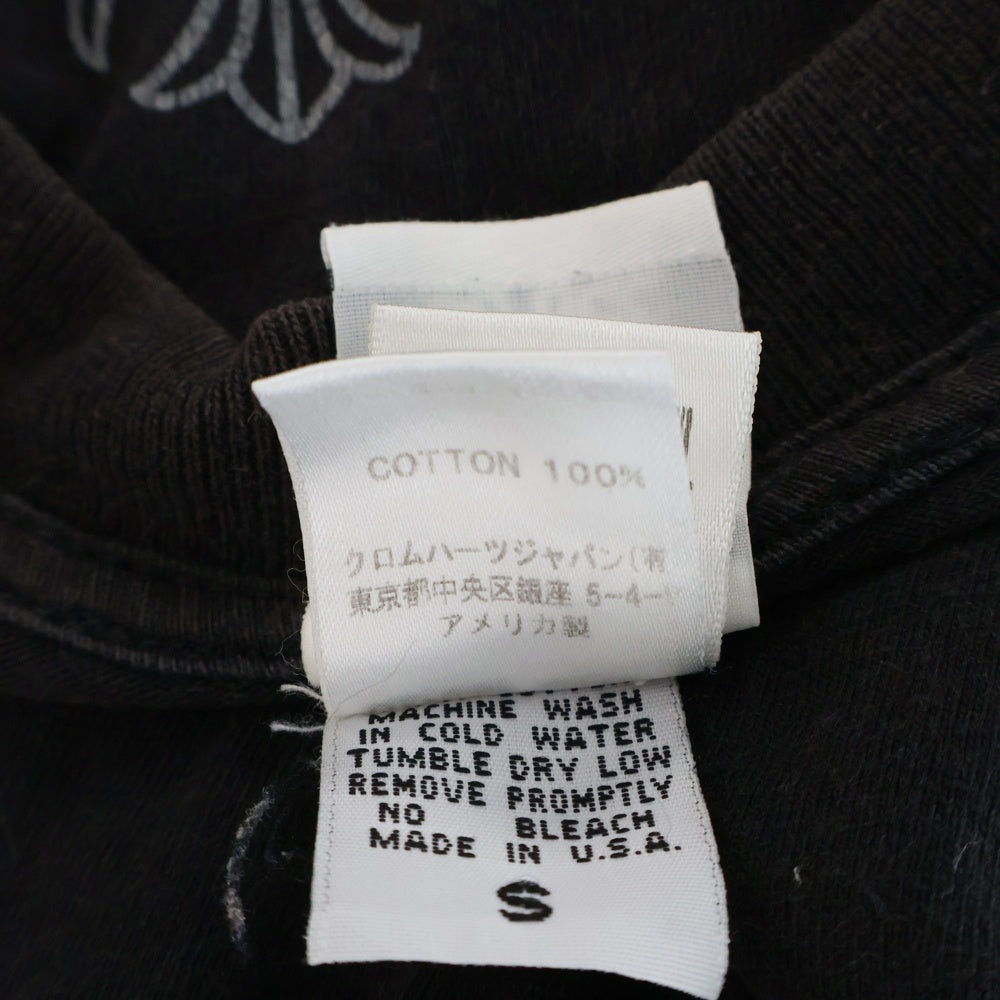 COTTON 100%
クロムハーツジャパン(有
東京都中央区銀座 5-4-
アメリカ製
MACHINE WASH
IN COLD WATER
TUMBLE DRY LOW
REMOVE PROMPTLY
NO BLEACH
MADE IN U.S.A.
S